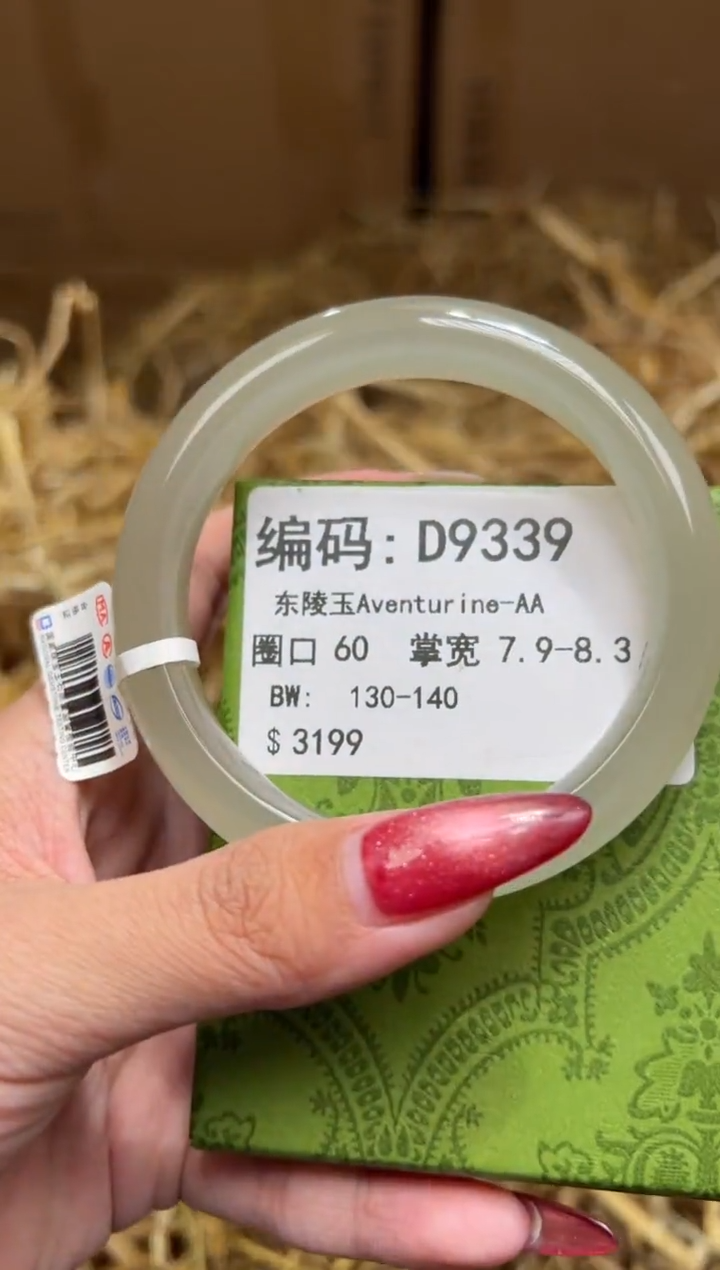 编码: D9339
东陵玉Aventurine-AA
圈口 60 掌宽 7.9-8.3
BW: 130-140
$ 3199